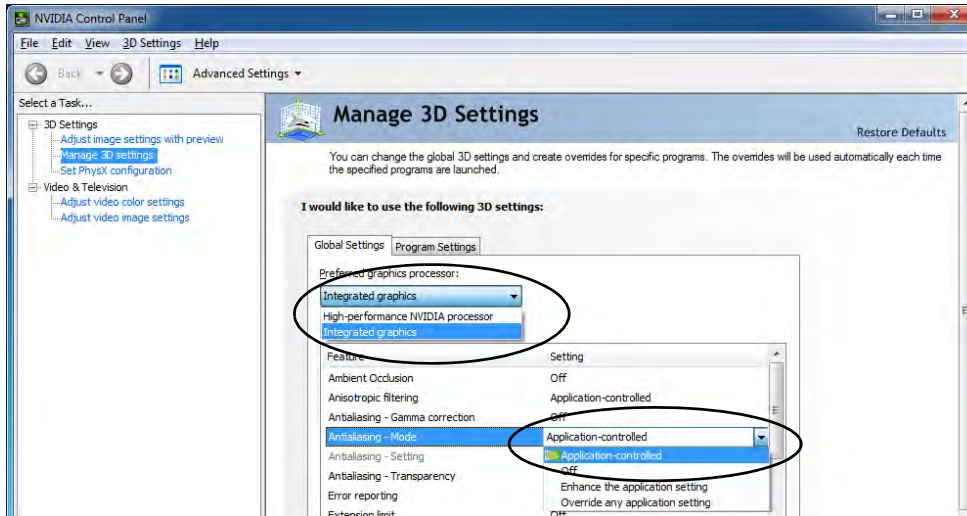 NVIDIA Control Panel
File Edit View 3D Settings Help
Back Advanced Settings
Select a Task...
3D Settings
Adjust image settings with preview
Manage 3D settings
Set PhysX configuration
Video & Television
Adjust video color settings
Adjust video image settings
Manage 3D Settings
Restore Defaults
You can change the global 3D settings and create overrides for specific programs. The overrides will be used automatically each time
the specified programs are launched.
I would like to use the following 3D settings:
Global Settings Program Settings
Preferred graphics processor:
Integrated graphics
High-performance NVIDIA processor
Integrated graphics
Feature Setting
Ambient Occlusion Off
Anisotropic filtering Application-controlled
Antialiasing - Gamma correction Off
Antialiasing - Mode Application-controlled
Antialiasing - Setting Application-controlled
Antialiasing - Transparency Off
Enhance the application setting
Error reporting Override any application setting
Extension limit Off